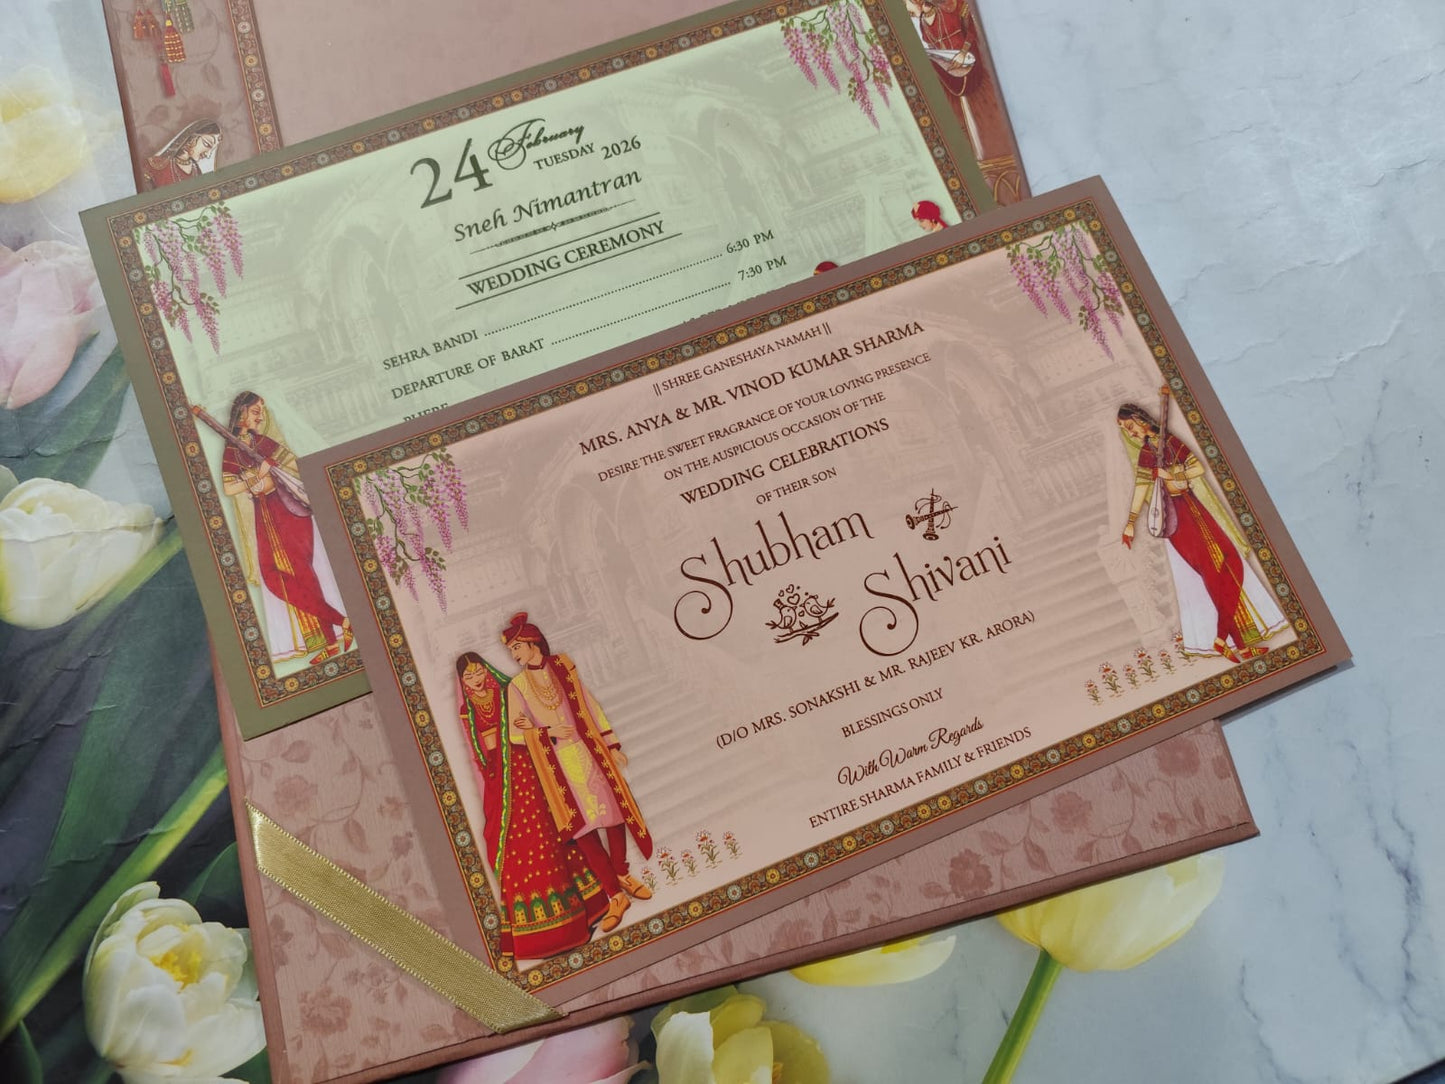 24 February
TUESDAY 2026
Sneh Nimantran
WEDDING CEREMONY
SEHRA BANDI 6:30 PM
DEPARTURE OF BARAT 7:30 PM
|| SHREE GANESHAYA NAMAH ||
MRS. ANYA & MR. VINOD KUMAR SHARMA
DESIRE THE SWEET FRAGRANCE OF YOUR LOVING PRESENCE
ON THE AUSPICIOUS OCCASION OF THE
WEDDING CELEBRATIONS
OF THEIR SON
Shubham
Shivani
(D/O MRS. SONAKSHI & MR. RAJEEV KR. ARORA)
BLESSINGS ONLY
With Warm Regards
ENTIRE SHARMA FAMILY & FRIENDS